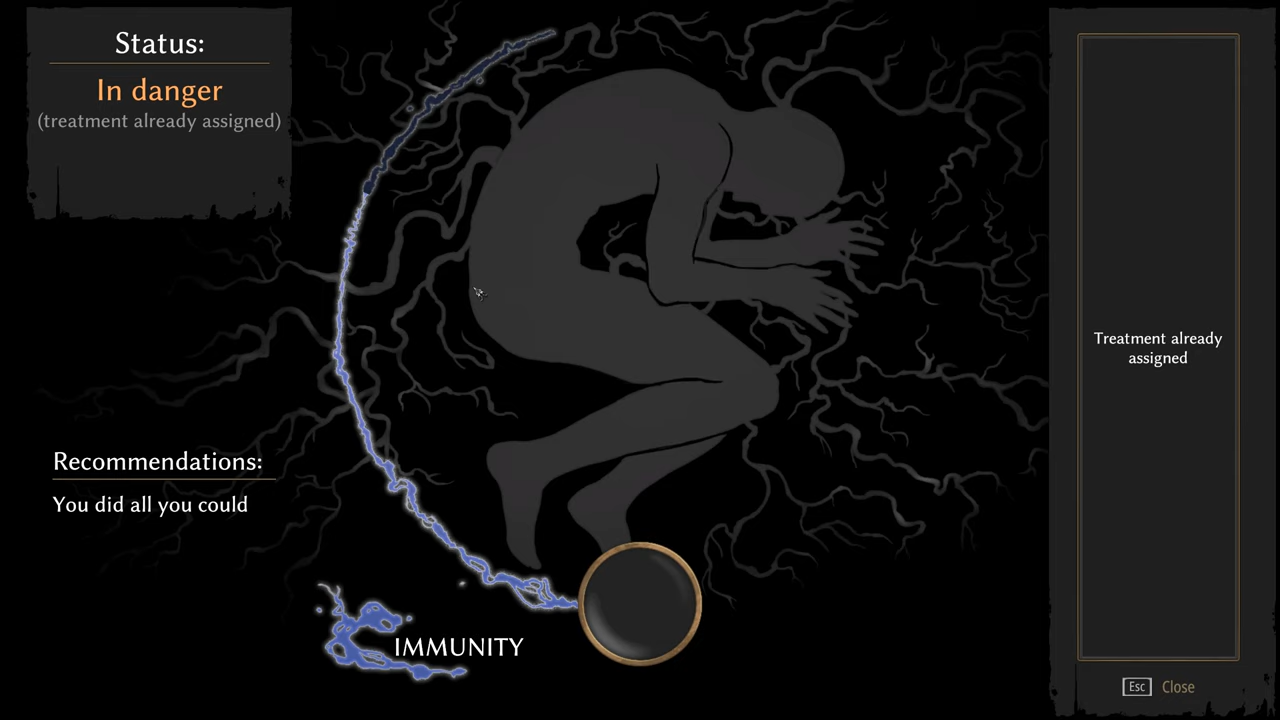 Status:
In danger
(treatment already assigned)
Treatment already
assigned
Recommendations:
You did all you could
IMMUNITY
Esc Close